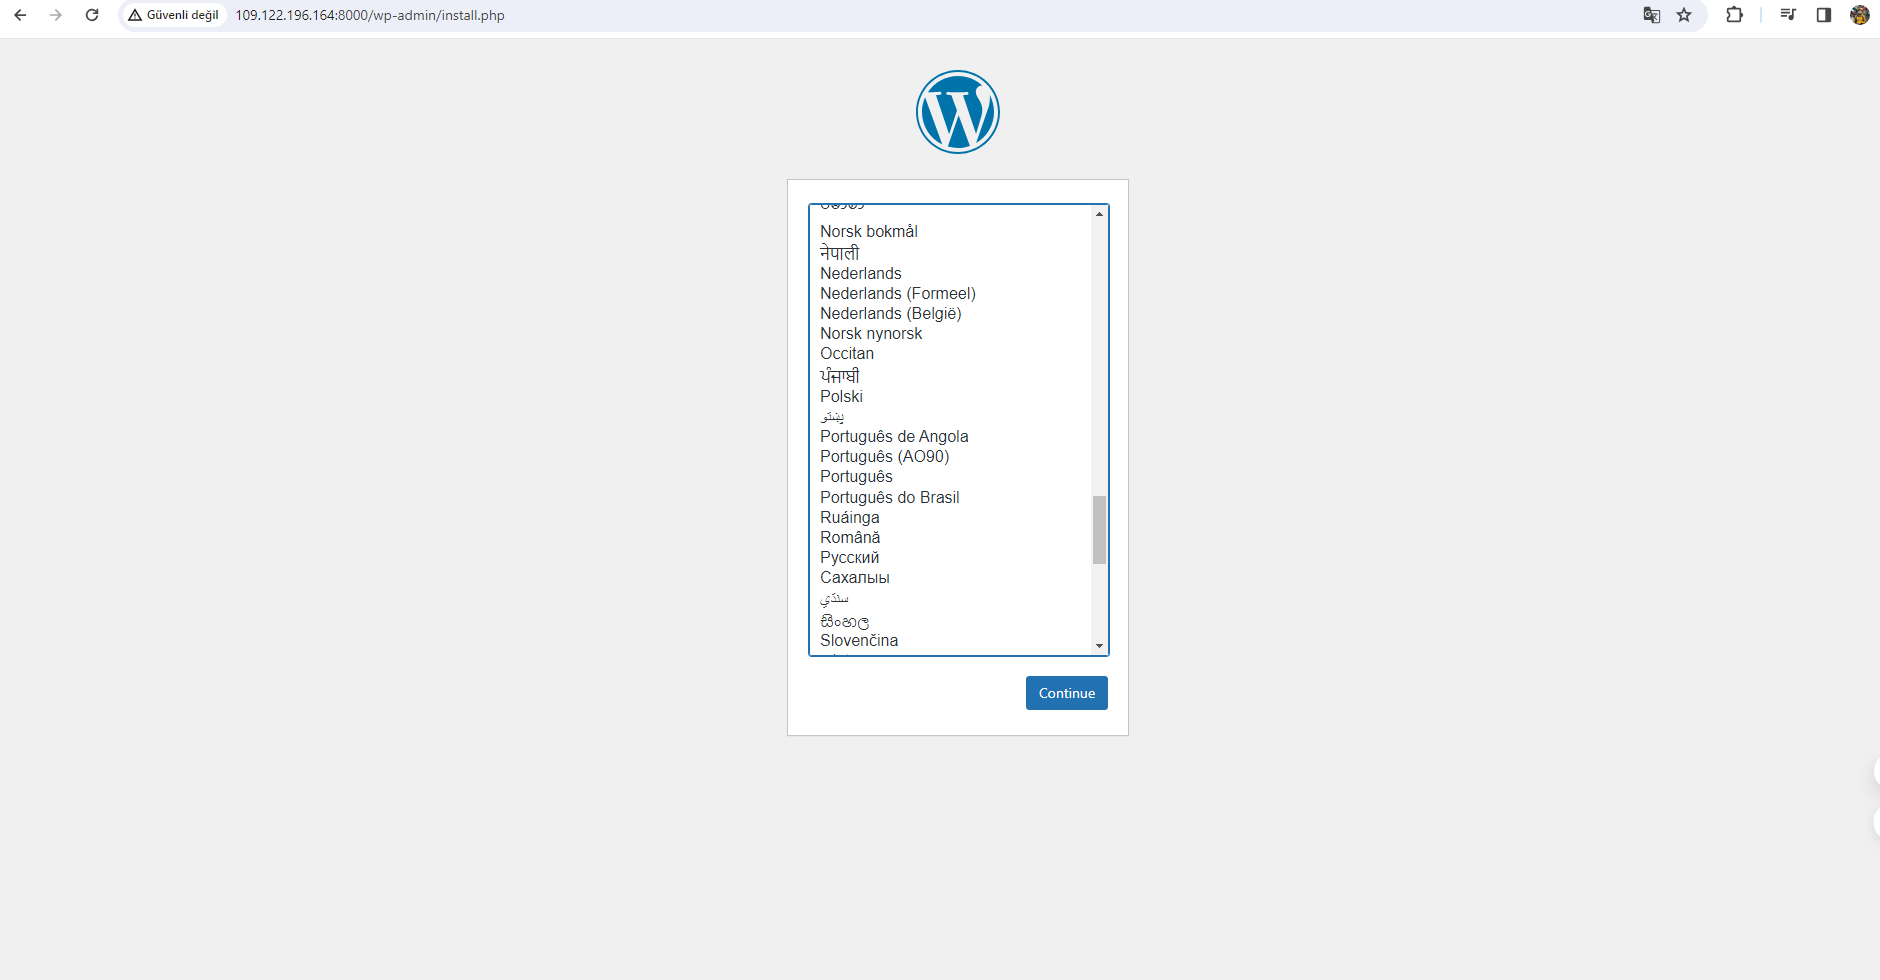 Güvenli değil
109.122.196.164:8000/wp-admin/install.php
Norsk bokmål
नेपाली
Nederlands
Nederlands (Formeel)
Nederlands (België)
Norsk nynorsk
Occitan
ਪੰਜਾਬੀ
Polski
پښتو
Português de Angola
Português (AO90)
Português
Português do Brasil
Ruáinga
Română
Русский
Сахалыы
سنڌي
සිංහල
Slovenčina
Continue